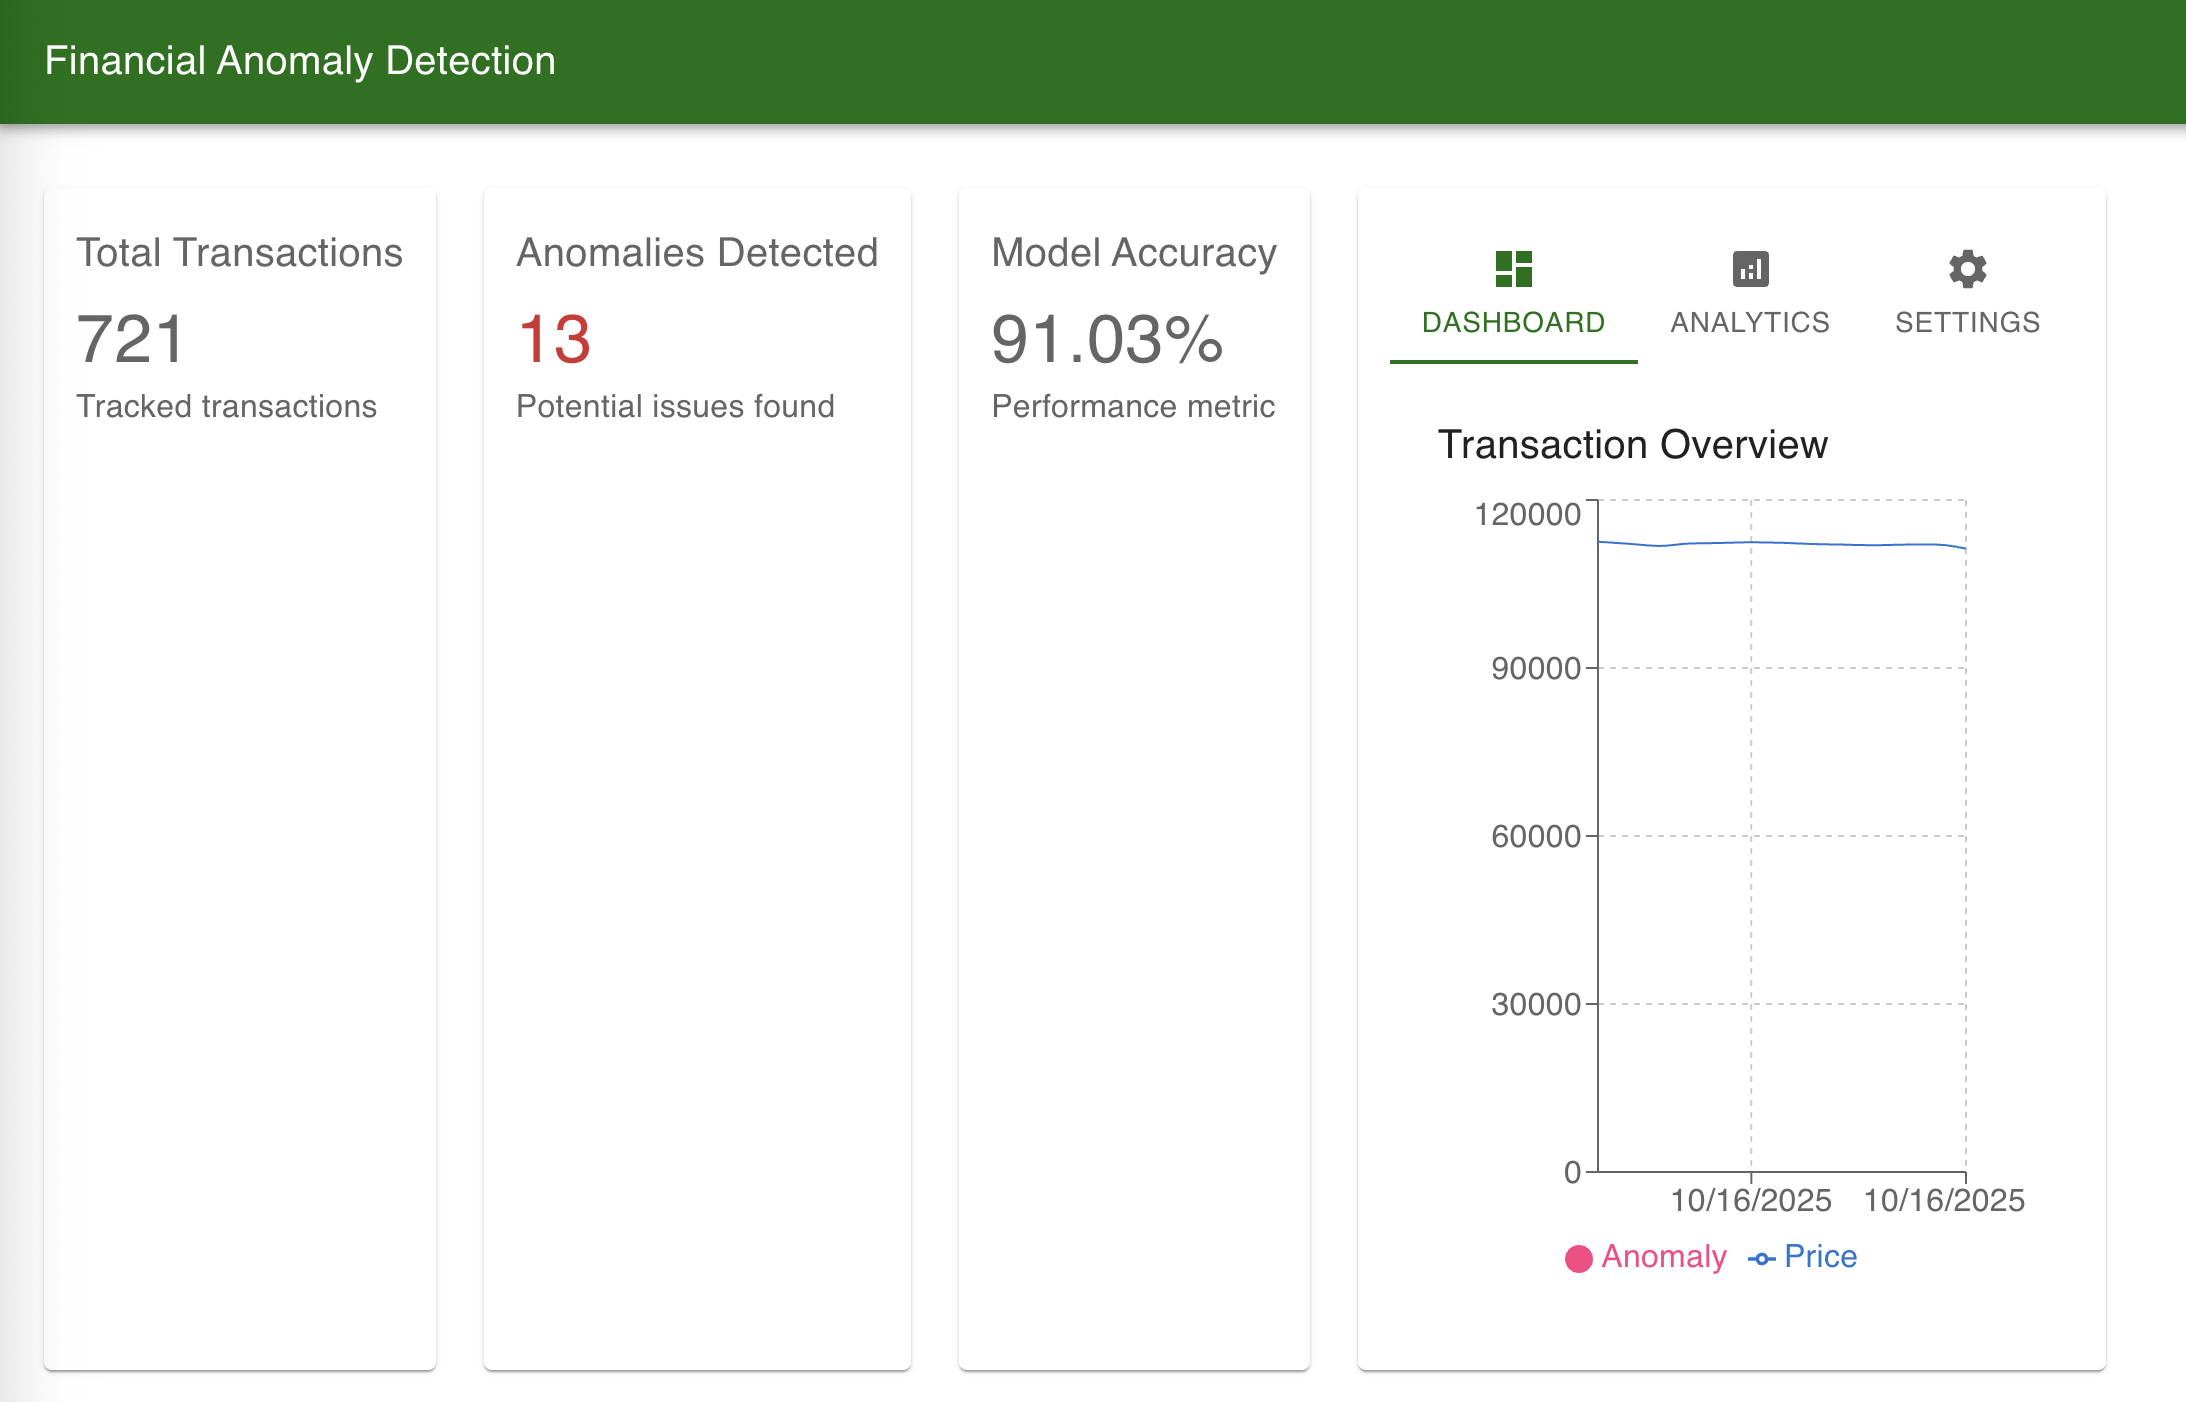 Financial Anomaly Detection
Total Transactions
721
Tracked transactions
Anomalies Detected
13
Potential issues found
Model Accuracy
91.03%
Performance metric
DASHBOARD
ANALYTICS
SETTINGS
Transaction Overview
120000
90000
60000
30000
0
10/16/2025 10/16/2025
Anomaly Price